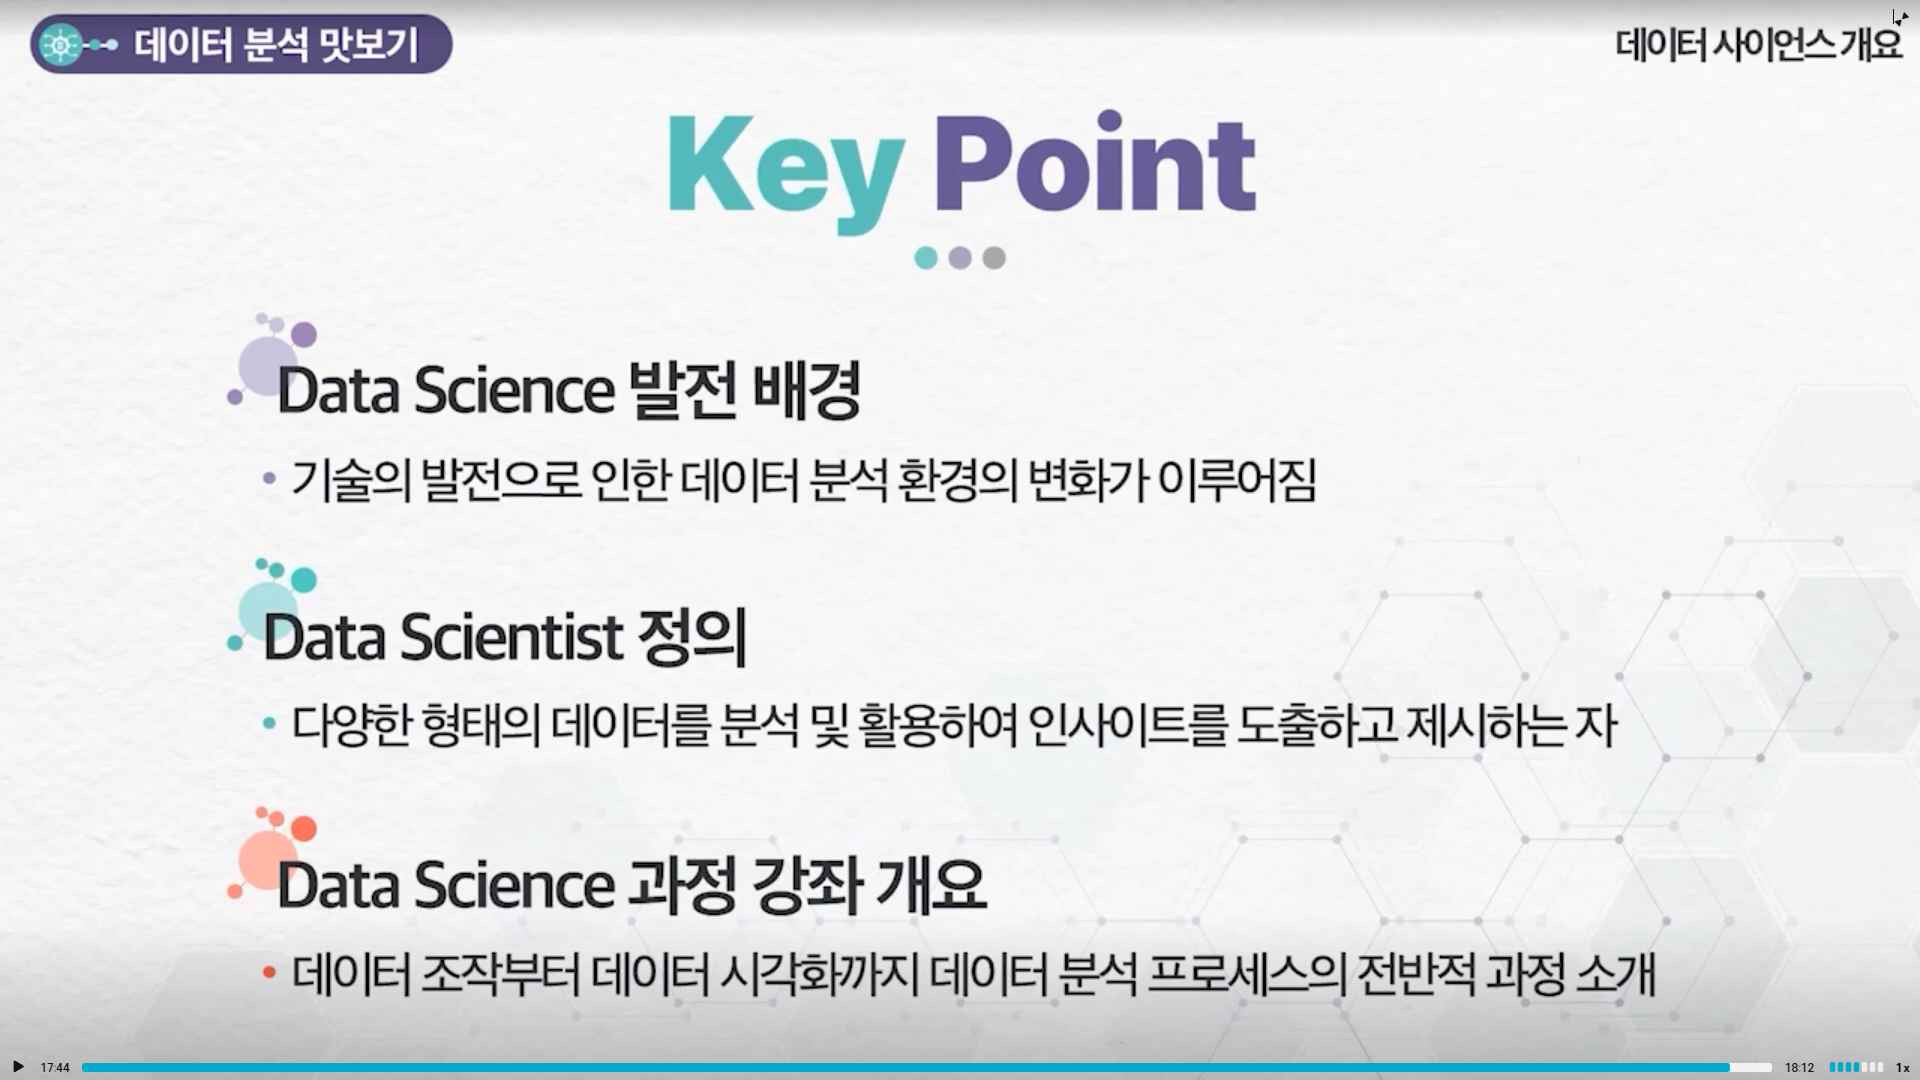 데이터 분석 맛보기
데이터 사이언스 개요
Key Point
Data Science 발전 배경
• 기술의 발전으로 인한 데이터 분석 환경의 변화가 이루어짐
Data Scientist 정의
• 다양한 형태의 데이터를 분석 및 활용하여 인사이트를 도출하고 제시하는 자
Data Science 과정 강좌 개요
• 데이터 조작부터 데이터 시각화까지 데이터 분석 프로세스의 전반적 과정 소개
17:44
18:12
1x